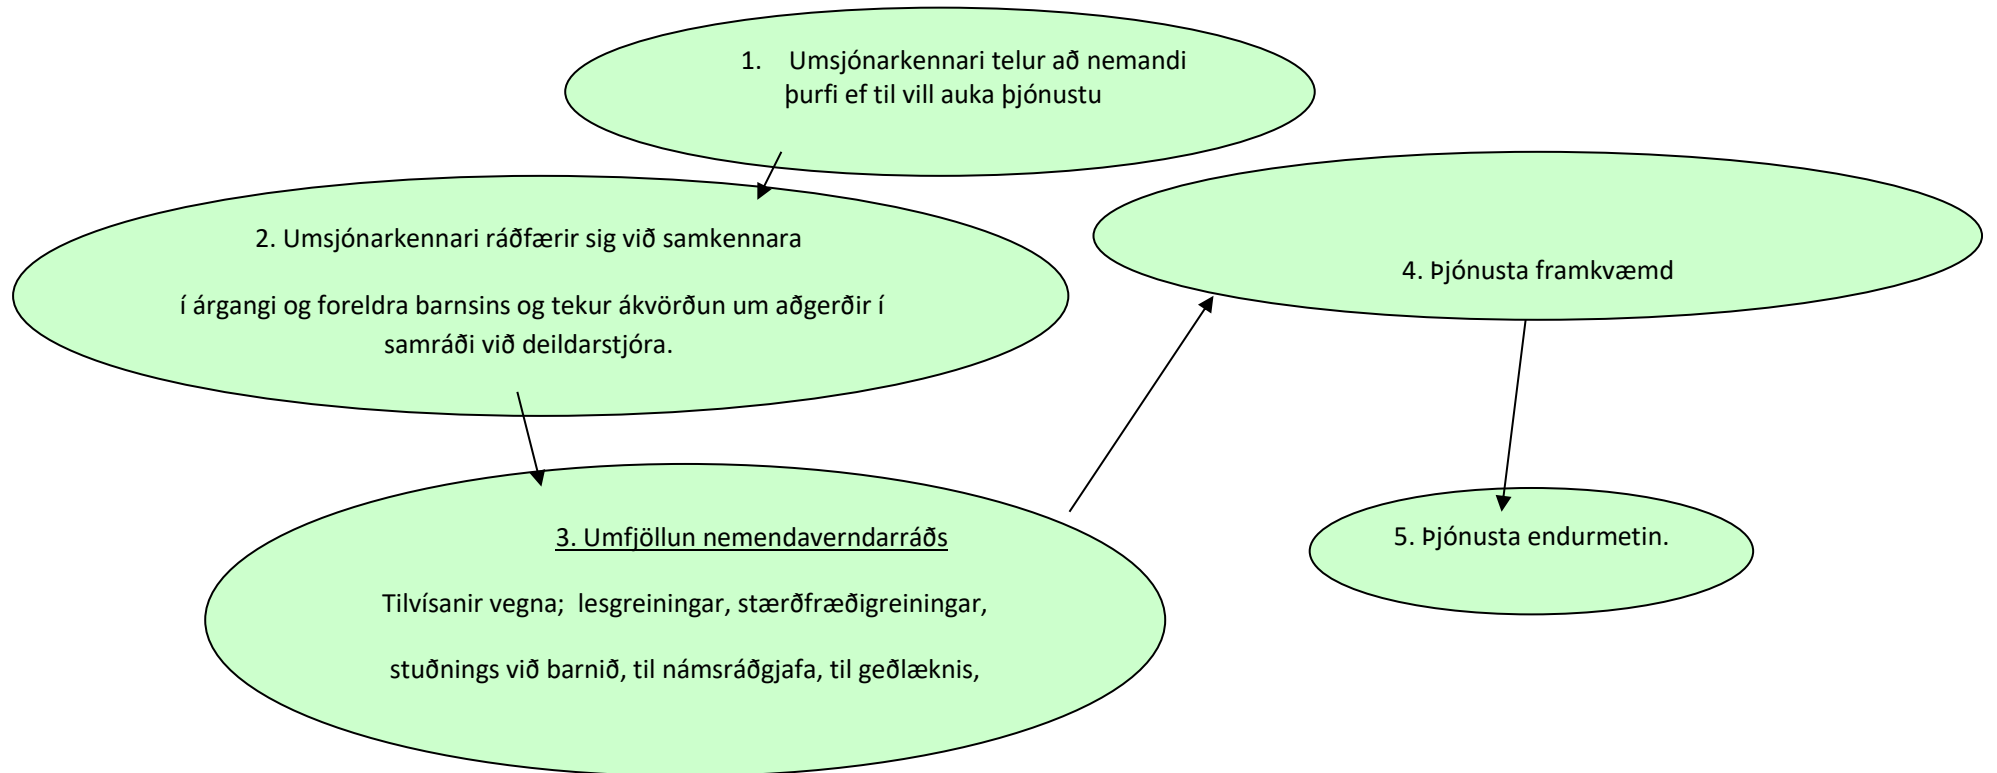 1. Umsjónarkennari telur að nemandi
þurfi ef til vill auka þjónustu
2. Umsjónarkennari ráðfærir sig við samkennara
í árgangi og foreldra barnsins og tekur ákvörðun um aðgerðir í
samráði við deildarstjóra.
3. Umfjöllun nemendaverndarráðs
Tilvísanir vegna; lesgreiningar, stærðfræðigreiningar,
stuðnings við barnið, til námsráðgjafa, til geðlæknis,
4. Þjónusta framkvæmd
5. Þjónusta endurmetin.